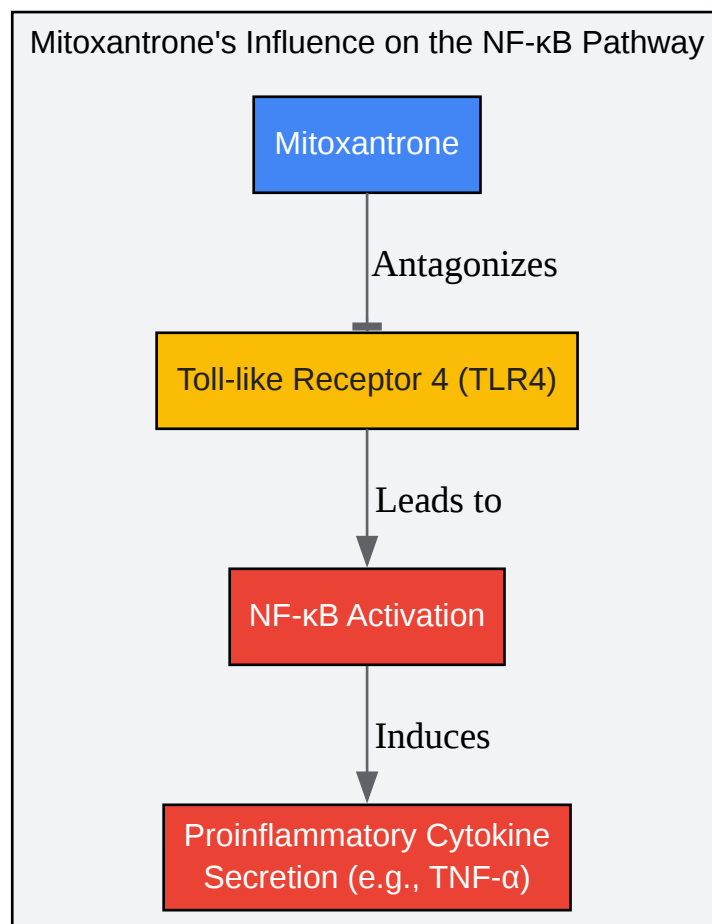 Mitoxantrone's Influence on the NF-κB Pathway
Mitoxantrone
Antagonizes
Toll-like Receptor 4 (TLR4)
Leads to
NF-κB Activation
Induces
Proinflammatory Cytokine
Secretion (e.g., TNF-α)